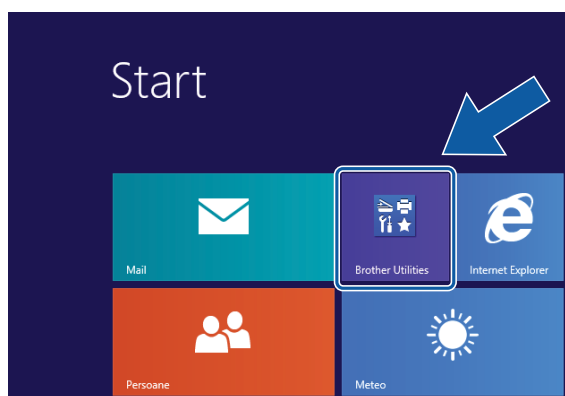 Start
Mail
Brother Utilities
Internet Explorer
Persoane
Meteo